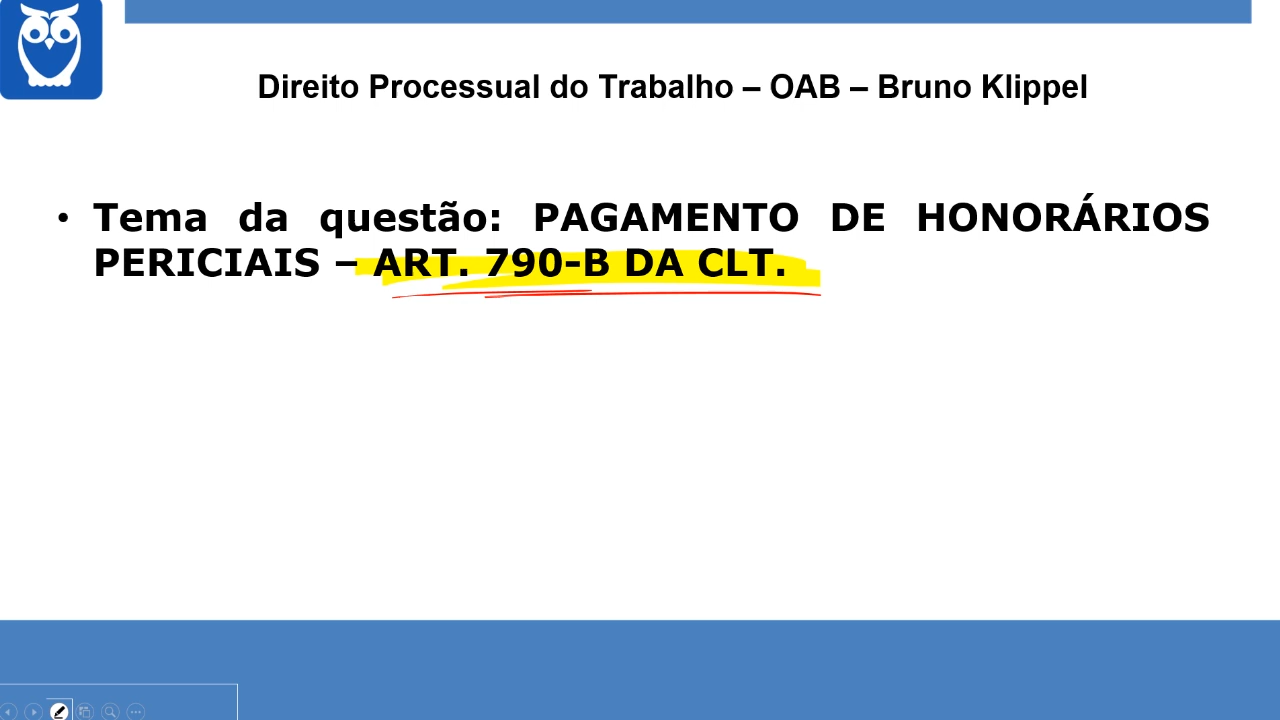 Direito Processual do Trabalho – OAB – Bruno Klippel
• Tema da questão: PAGAMENTO DE HONORÁRIOS
PERICIAIS – ART. 790-B DA CLT.